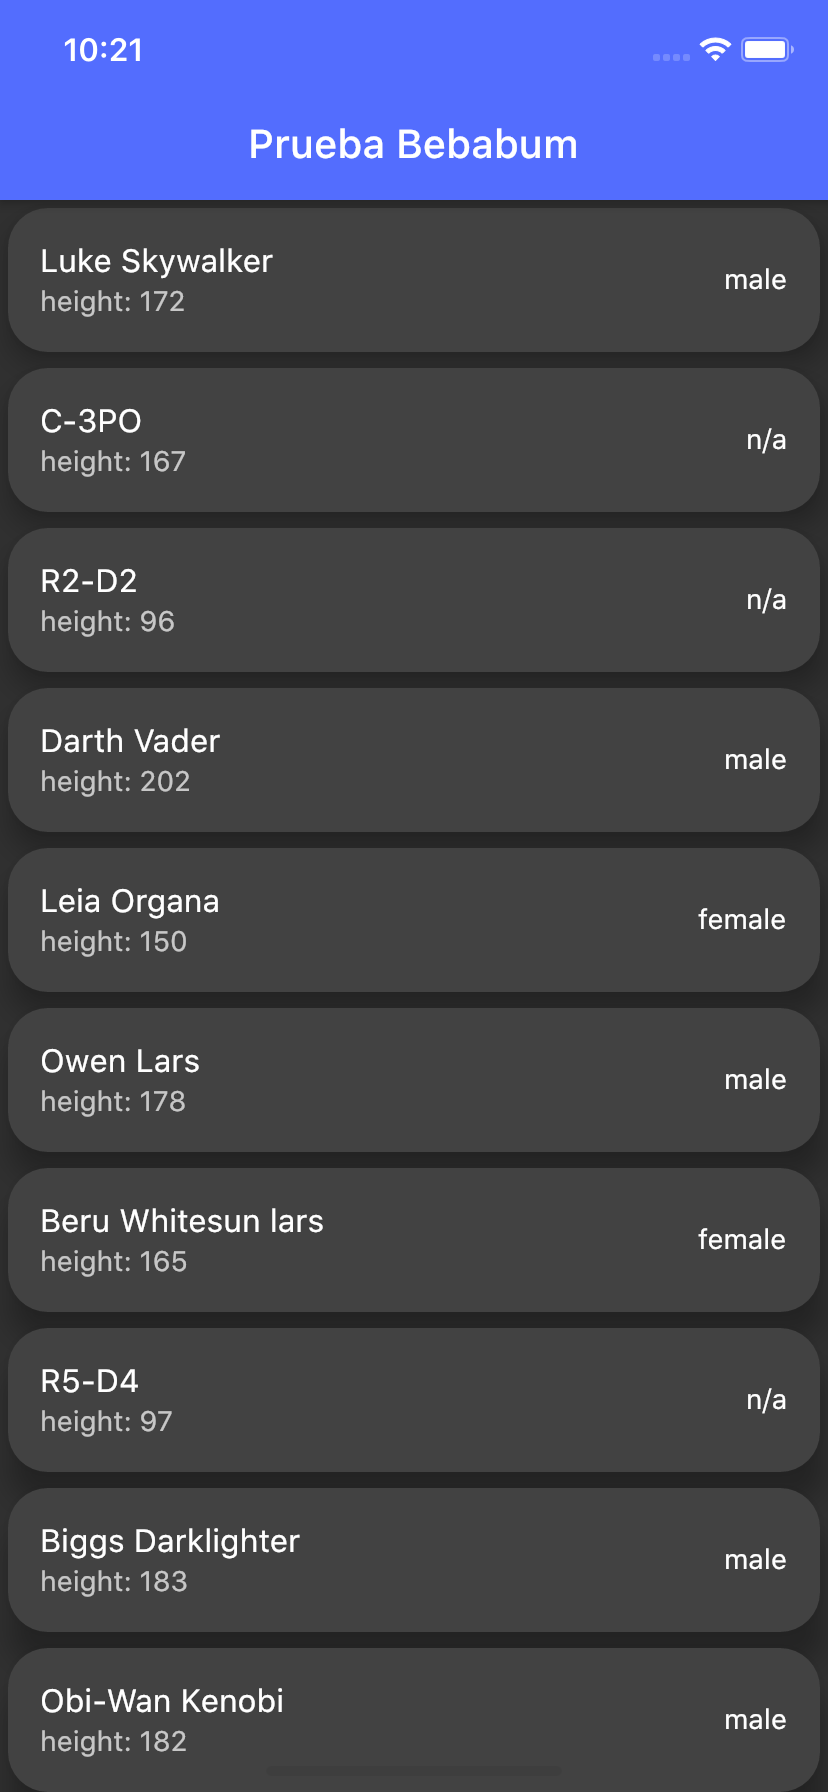 10:21
Prueba Bebabum
Luke Skywalker
height: 172
male
C-3PO
height: 167
n/a
R2-D2
height: 96
n/a
Darth Vader
height: 202
male
Leia Organa
height: 150
female
Owen Lars
height: 178
male
Beru Whitesun lars
height: 165
female
R5-D4
height: 97
n/a
Biggs Darklighter
height: 183
male
Obi-Wan Kenobi
height: 182
male